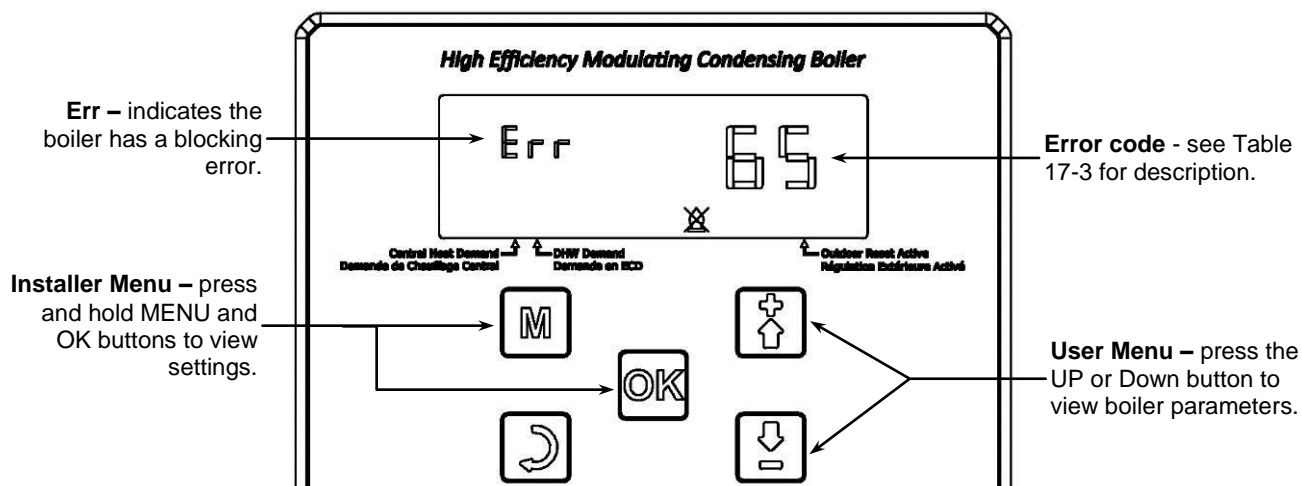 High Efficiency Modulating Condensing Boiler
Err – indicates the
boiler has a blocking
error.
Err
65
Error code - see Table
17-3 for description.
Central Heat Demand
Demande de Chauffage Central
DHW Demand
Demande en ECD
Outdoor Reset Active
Régulation Extérieure Activé
Installer Menu – press
and hold MENU and
OK buttons to view
settings.
M
OK
User Menu – press the
UP or Down button to
view boiler parameters.